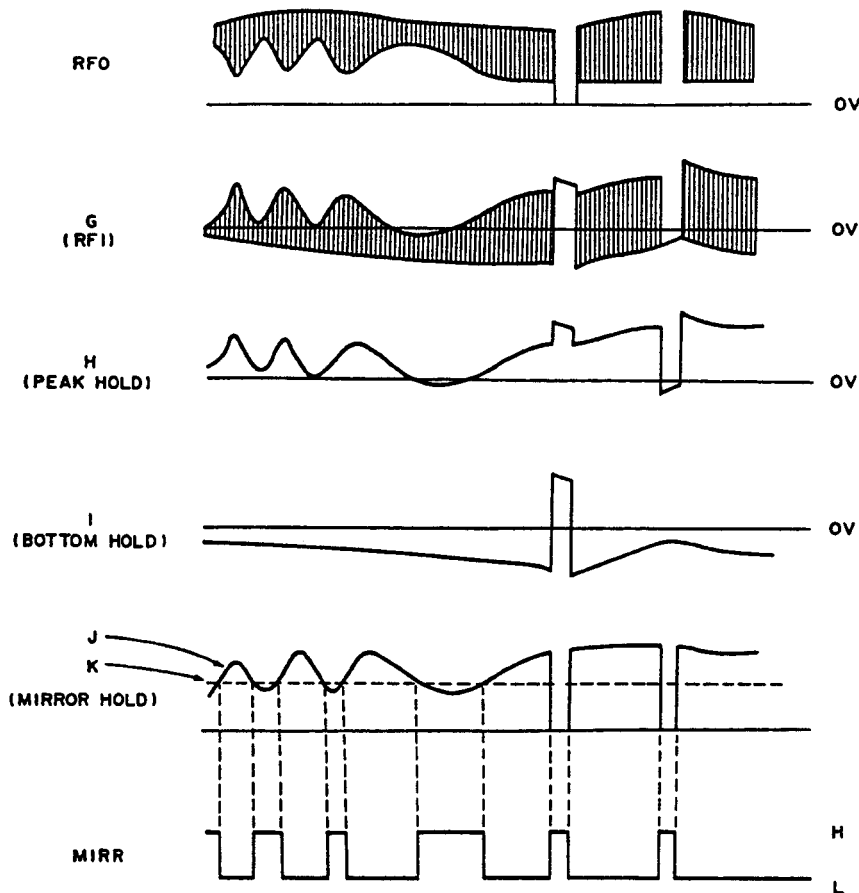 RFO
OV
G
(RFI)
OV
H
(PEAK HOLD)
OV
I
(BOTTOM HOLD)
OV
J
K
(MIRROR HOLD)
MIRR
H
L